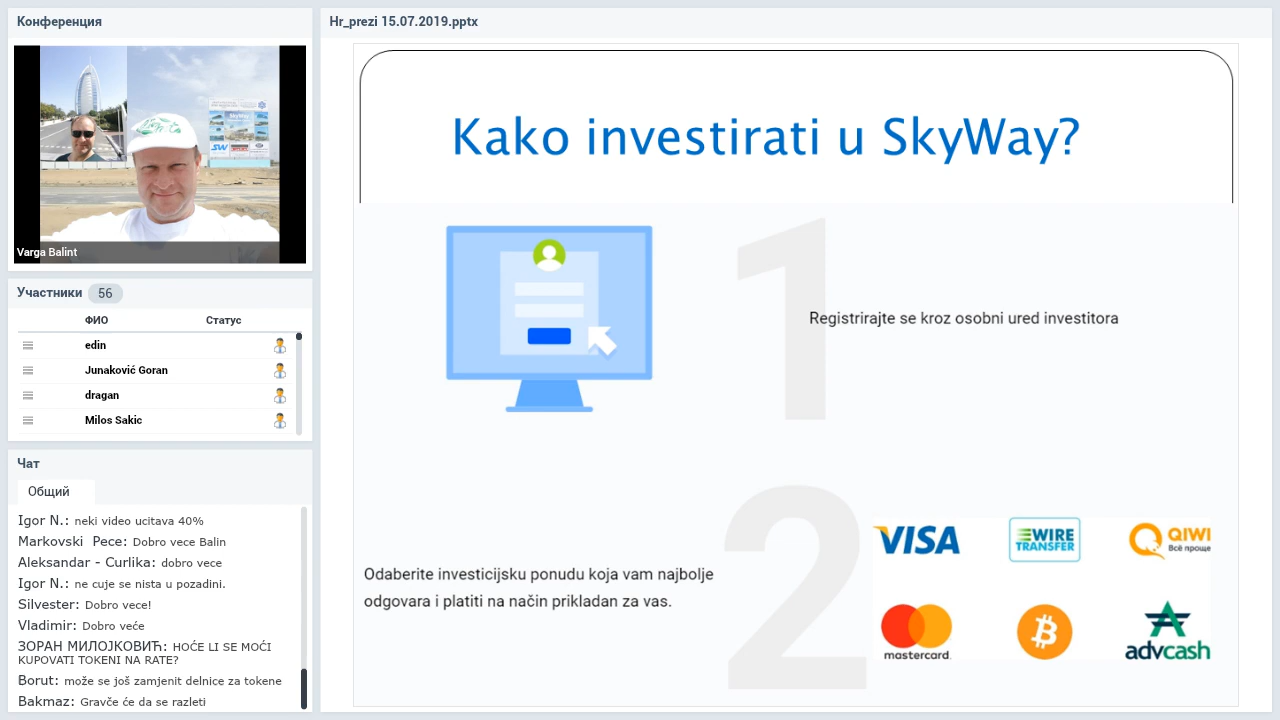 Конференция
Varga Balint
Участники 56
ФИО Статус
edin
Junaković Goran
dragan
Milos Sakic
Чат
Общий
Igor N.: neki video ucitava 40%
Markovski Pece: Dobro vece Balin
Aleksandar - Curlika: dobro vece
Igor N.: ne cuje se nista u pozadini.
Silvester: Dobro vece!
Vladimir: Dobro veće
ЗОРАН МИЛОЈКОВИЋ: HOĆE LI SE MOĆI
KUPOVATI TOKENI NA RATE?
Borut: može se još zamjenit delnice za tokene
Bakmaz: Gravče će da se razleti
Hr_prezi 15.07.2019.pptx
Kako investirati u SkyWay?
1
Registrirajte se kroz osobni ured investitora
2
Odaberite investicijsku ponudu koja vam najbolje
odgovara i platiti na način prikladan za vas.
VISA
WIRE
TRANSFER
QIWI
Всё проще
mastercard.
advcash
SkyWay
SW